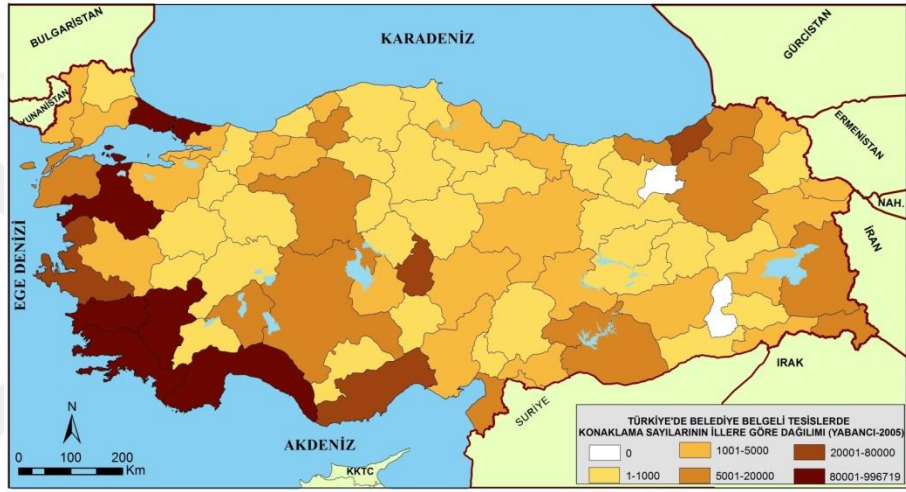 BULGARİSTAN
YUNANİSTAN
KARADENİZ
GÜRCİSTAN
ERMENİSTAN
NAH.
İRAN
EGE DENİZİ
IRAK
SURİYE
AKDENİZ
KKTC
N
0 50 100 200
Km
TÜRKİYE'DE BELEDİYE BELGELİ TESİSLERDE
KONAKLAMA SAYILARININ İLLERE GÖRE DAĞILIMI (YABANCI-2005)
0 1001-5000 20001-80000
1-1000 5001-20000 80001-996719